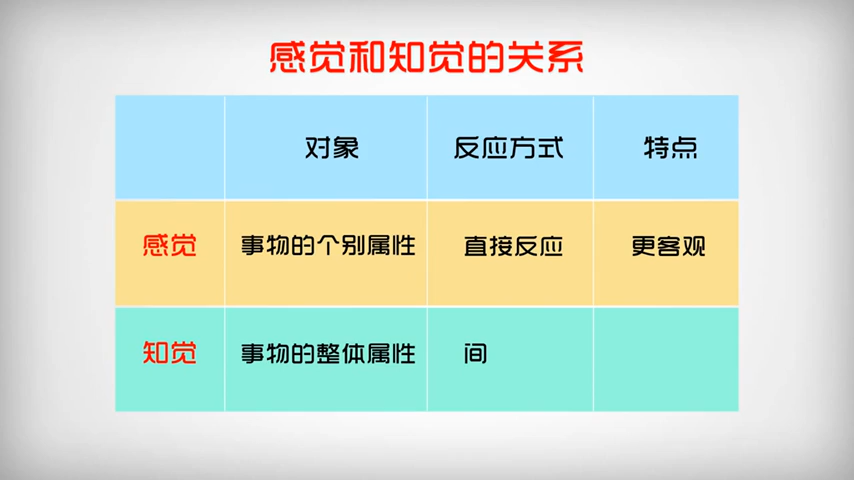 感觉和知觉的关系
对象 反应方式 特点
感觉 事物的个别属性 直接反应 更客观
知觉 事物的整体属性 间